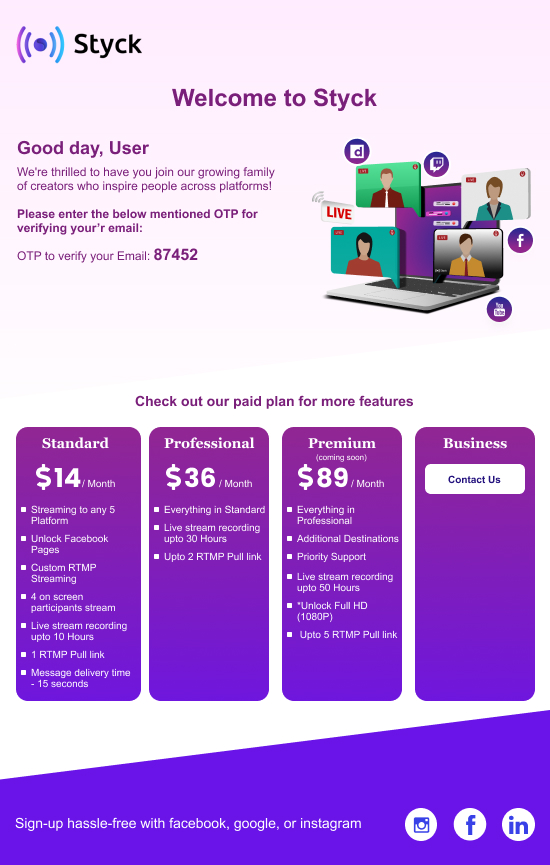 Styck
Welcome to Styck
Good day, User
We're thrilled to have you join our growing family
of creators who inspire people across platforms!
Please enter the below mentioned OTP for
verifying your'r email:
OTP to verify your Email: 87452
LIVE
You
Tube
Check out our paid plan for more features
Standard
$14 / Month
Streaming to any 5
Platform
Unlock Facebook
Pages
Custom RTMP
Streaming
4 on screen
participants stream
Live stream recording
upto 10 Hours
1 RTMP Pull link
Message delivery time
- 15 seconds
Professional
$36 / Month
Everything in Standard
Live stream recording
upto 30 Hours
Upto 2 RTMP Pull link
Premium
(coming soon)
$89 / Month
Everything in
Professional
Additional Destinations
Priority Support
Live stream recording
upto 50 Hours
*Unlock Full HD
(1080P)
Upto 5 RTMP Pull link
Business
Contact Us
Sign-up hassle-free with facebook, google, or instagram